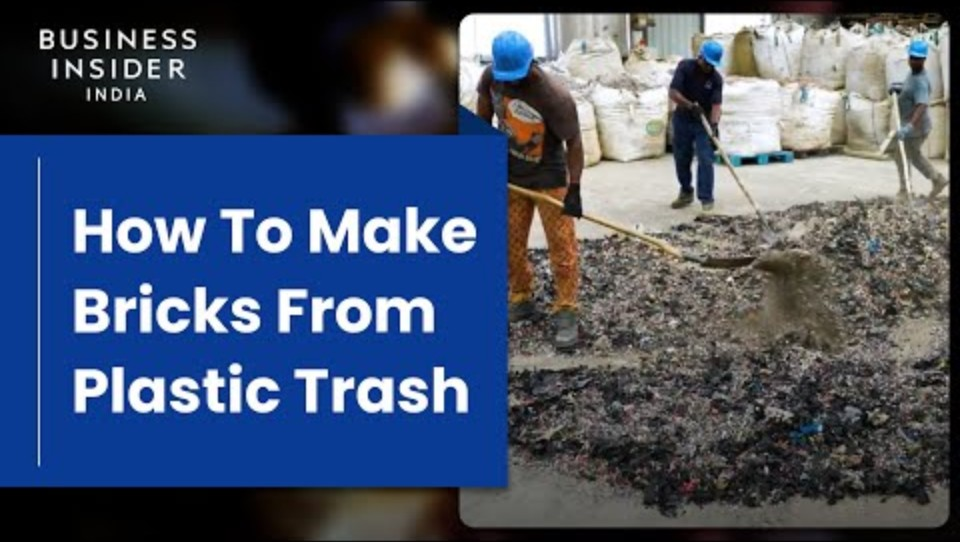 BUSINESS
INSIDER
INDIA
How To Make
Bricks From
Plastic Trash